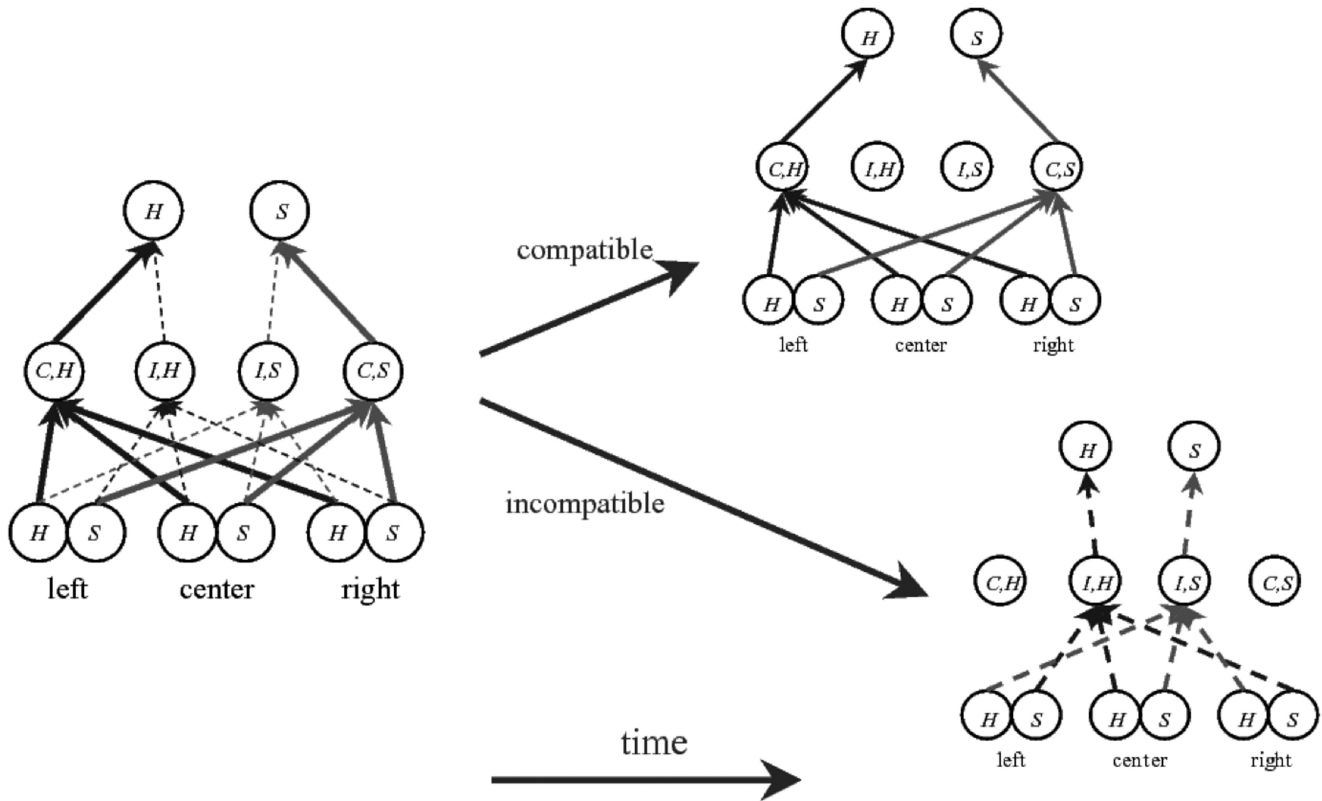 H S
C,H I,H I,S C,S
H S H S H S
left center right
compatible
incompatible
H S
C,H I,H I,S C,S
H S H S H S
left center right
H S
C,H I,H I,S C,S
H S H S H S
left center right
time